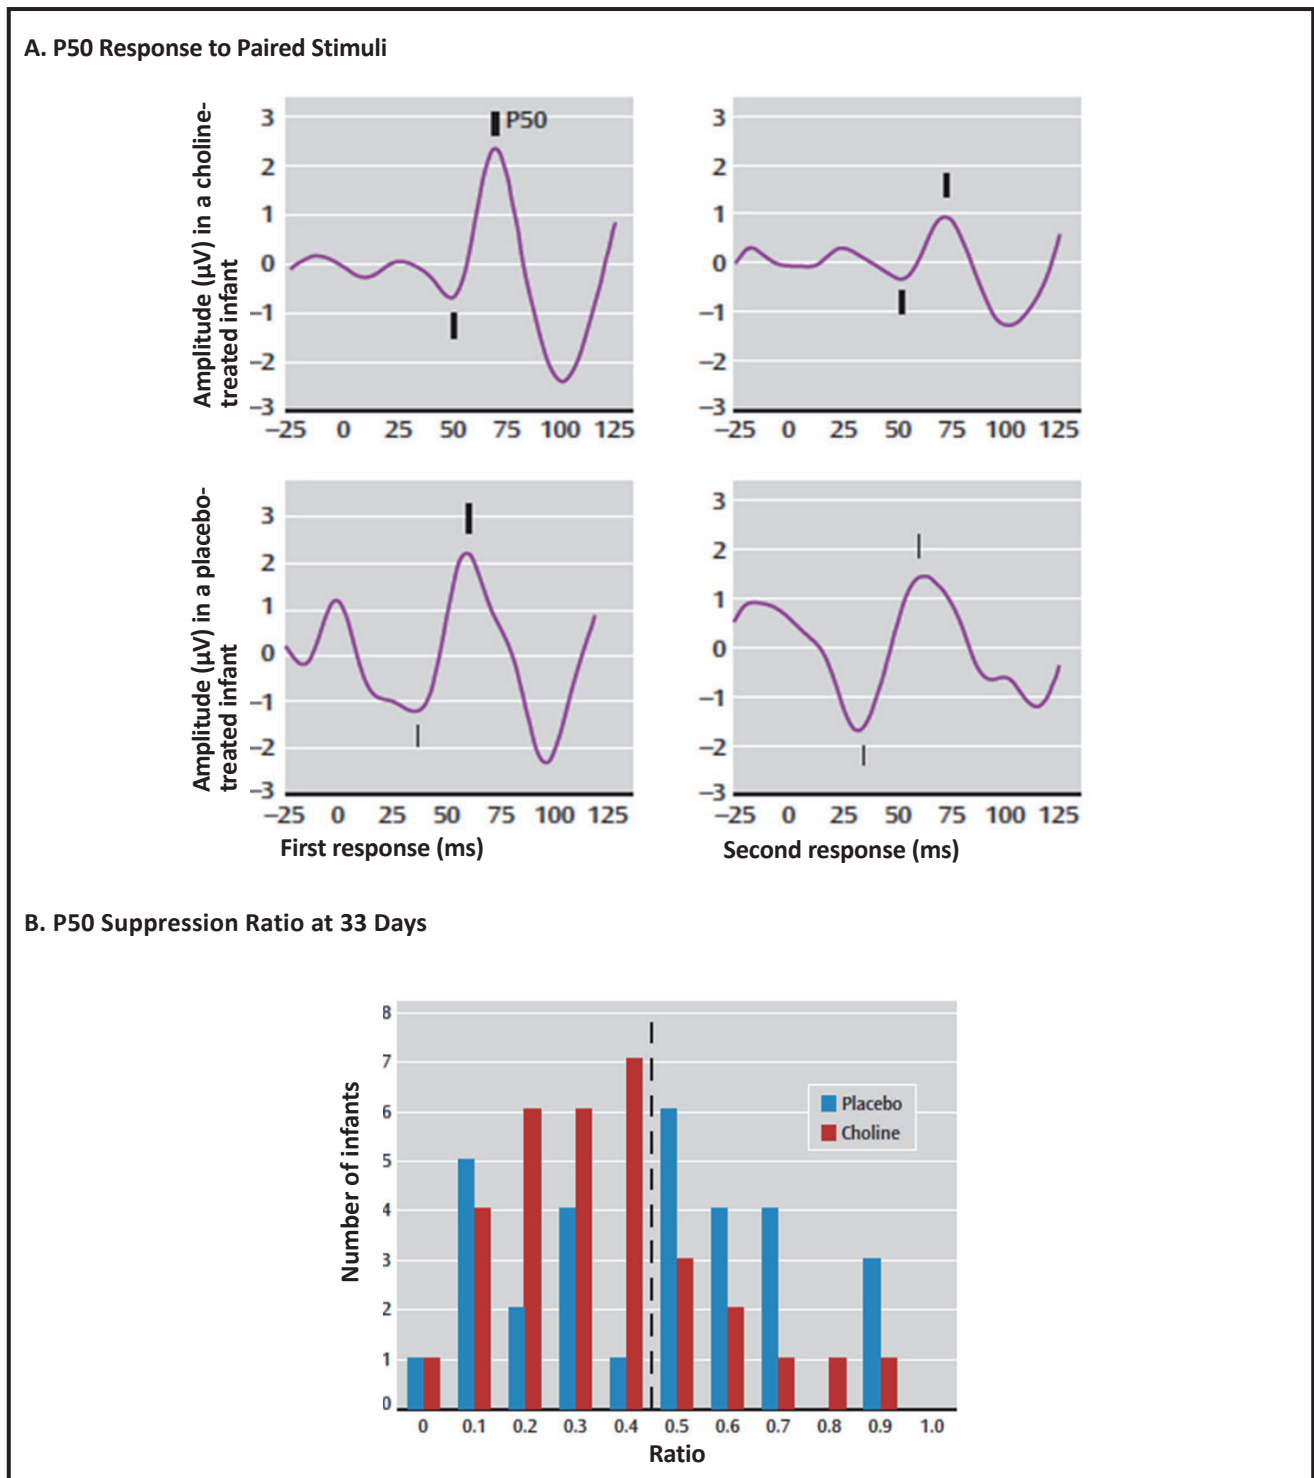 A. P50 Response to Paired Stimuli
Amplitude (µV) in a choline-
treated infant
3
2
1
0
−1
−2
−3
P50
−25 0 25 50 75 100 125
3
2
1
0
−1
−2
−3
−25 0 25 50 75 100 125
Amplitude (µV) in a placebo-
treated infant
3
2
1
0
−1
−2
−3
−25 0 25 50 75 100 125
First response (ms)
3
2
1
0
−1
−2
−3
−25 0 25 50 75 100 125
Second response (ms)
B. P50 Suppression Ratio at 33 Days
Number of infants
8
7
6
5
4
3
2
1
0
Placebo
Choline
0 0.1 0.2 0.3 0.4 0.5 0.6 0.7 0.8 0.9 1.0
Ratio